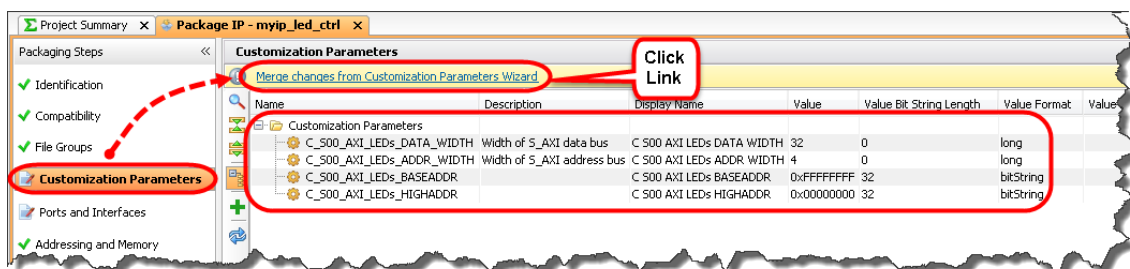 Project Summary x Package IP - myip_led_ctrl x
Packaging Steps «
Identification
Compatibility
File Groups
Customization Parameters
Ports and Interfaces
Addressing and Memory
Customization Parameters
Merge changes from Customization Parameters Wizard
Click
Link
Name Description Display Name Value Value Bit String Length Value Format Value
Customization Parameters
C_S00_AXI_LEDs_DATA_WIDTH Width of S_AXI data bus C S00 AXI LEDs DATA WIDTH 32 0 long
C_S00_AXI_LEDs_ADDR_WIDTH Width of S_AXI address bus C S00 AXI LEDs ADDR WIDTH 4 0 long
C_S00_AXI_LEDs_BASEADDR C S00 AXI LEDs BASEADDR 0xFFFFFFFF 32 bitString
C_S00_AXI_LEDs_HIGHADDR C S00 AXI LEDs HIGHADDR 0x00000000 32 bitString